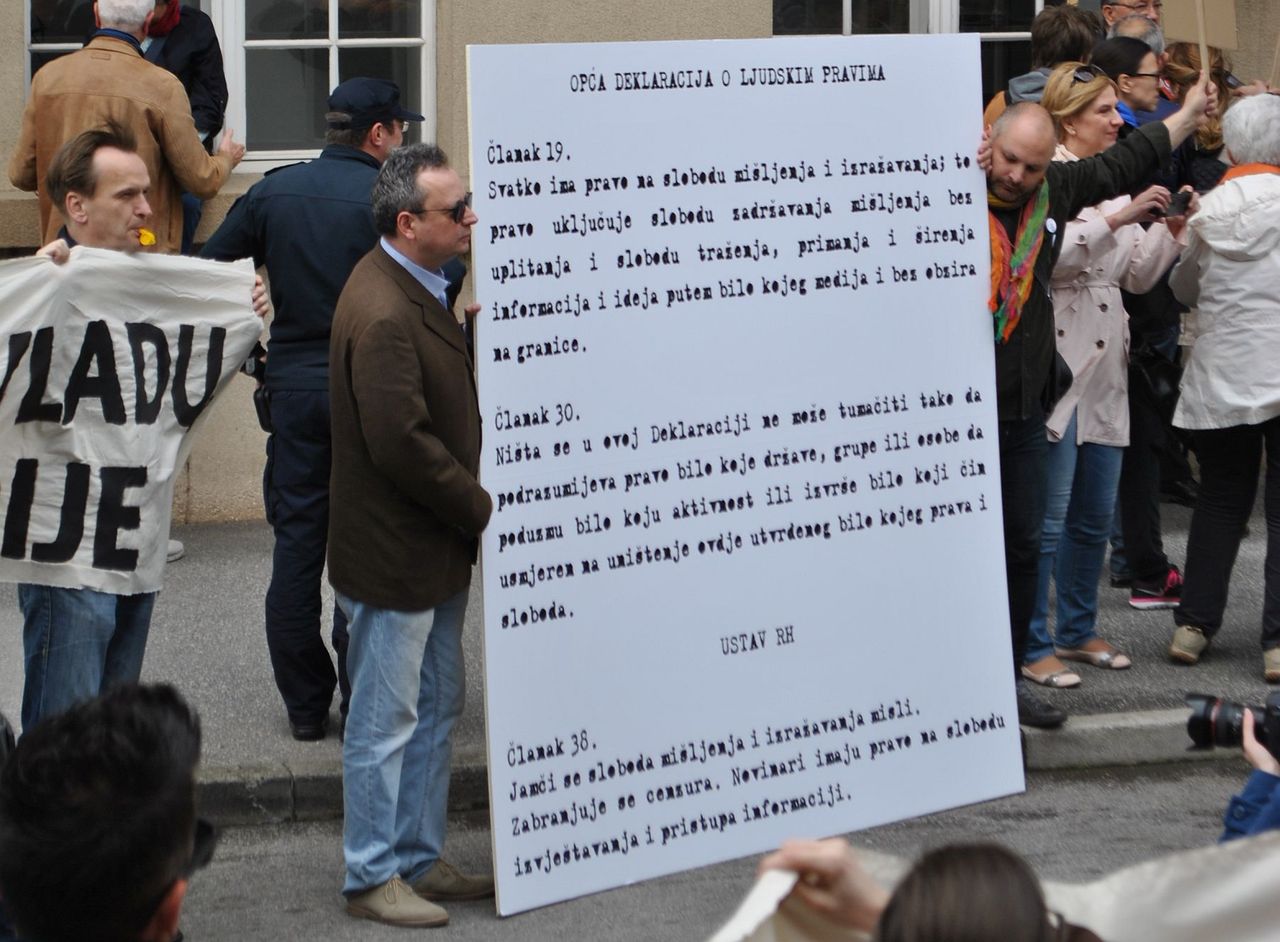 OPĆA DEKLARACIJA O LJUDSKIM PRAVIMA
Članak 19.
Svatko ima pravo na slobodu mišljenja i izražavanja; to
pravo uključuje slobodu zadržavanja mišljenja bez
uplitanja i slobodu traženja, primanja i širenja
informacija i ideja putem bilo kojeg medija i bez obzira
na granice.
Članak 30.
Ništa se u ovoj Deklaraciji ne može tumačiti tako da
podrazumijeva pravo bilo koje države, grupe ili osobe da
poduzmu bilo koju aktivnost ili izvrše bilo koji čin
usmjeren na uništenje ovdje utvrđenog bilo kojeg prava i
sloboda.
USTAV RH
Članak 38.
Jamči se sloboda mišljenja i izražavanja misli.
Zabranjuje se cenzura. Novinari imaju pravo na slobodu
izvještavanja i pristupa informaciji.
VLADU
IJE